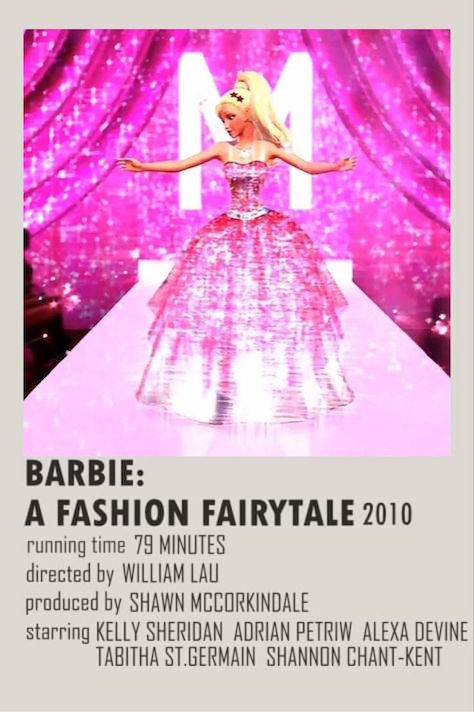 M
BARBIE:
A FASHION FAIRYTALE 2010
running time 79 MINUTES
directed by WILLIAM LAU
produced by SHAWN MCCORKINDALE
starring KELLY SHERIDAN ADRIAN PETRIW ALEXA DEVINE
TABITHA ST.GERMAIN SHANNON CHANT-KENT